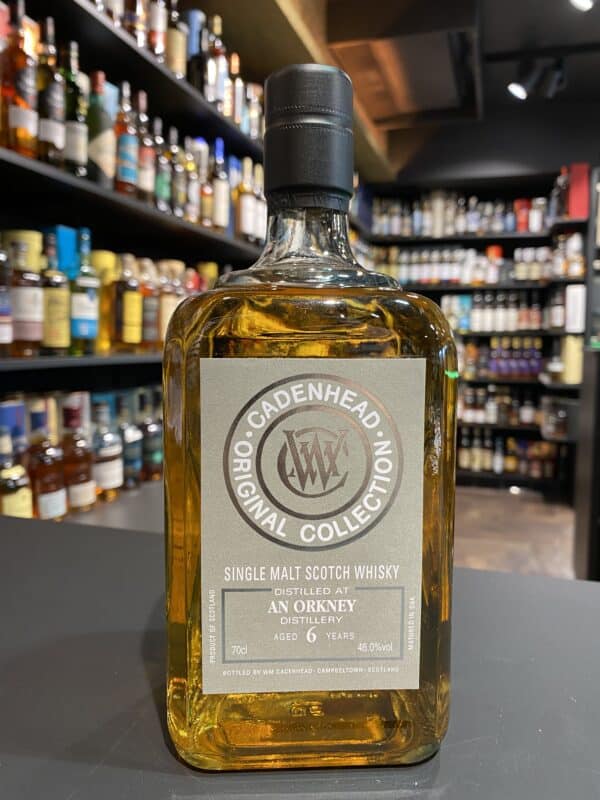 · CADENHEAD ·
ORIGINAL COLLECTION
SINGLE MALT SCOTCH WHISKY
DISTILLED AT
AN ORKNEY
DISTILLERY
AGED 6 YEARS
70cl 46.0%vol
PRODUCT OF SCOTLAND
MATURED IN OAK
BOTTLED BY WM CADENHEAD · CAMPBELTOWN · SCOTLAND